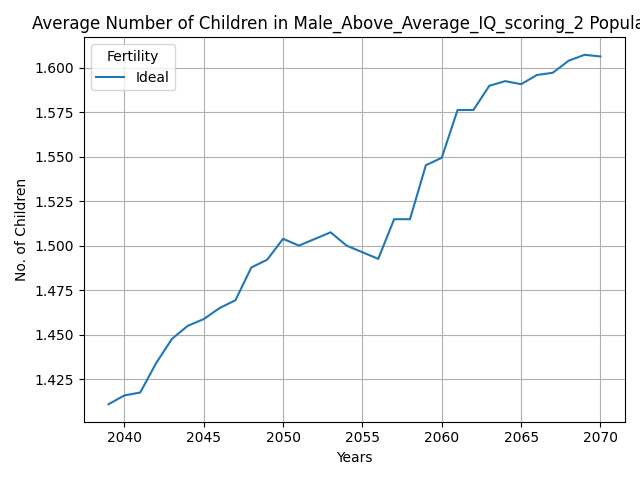 Average Number of Children in Male_Above_Average_IQ_scoring_2 Popula
Fertility
Ideal
1.600
1.575
1.550
1.525
1.500
1.475
1.450
1.425
No. of Children
2040 2045 2050 2055 2060 2065 2070
Years